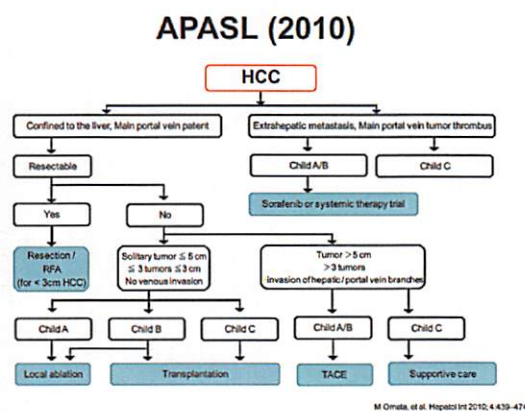 APASL (2010)
HCC
Confined to the liver, Main portal vein patent
Extrahepatic metastasis, Main portal vein tumor thrombus
Resectable
Child A/B
Child C
Sorafenib or systemic therapy trial
Yes
No
Resection /
RFA
(for < 3cm HCC)
Solitary tumor ≦ 5 cm
≦ 3 tumors ≦ 3 cm
No venous invasion
Tumor > 5 cm
> 3 tumors
invasion of hepatic / portal vein branches
Child A
Child B
Child C
Child A/B
Child C
Local ablation
Transplantation
TACE
Supportive care
M Omata, et al. Hepatol Int 2010; 4:439-474